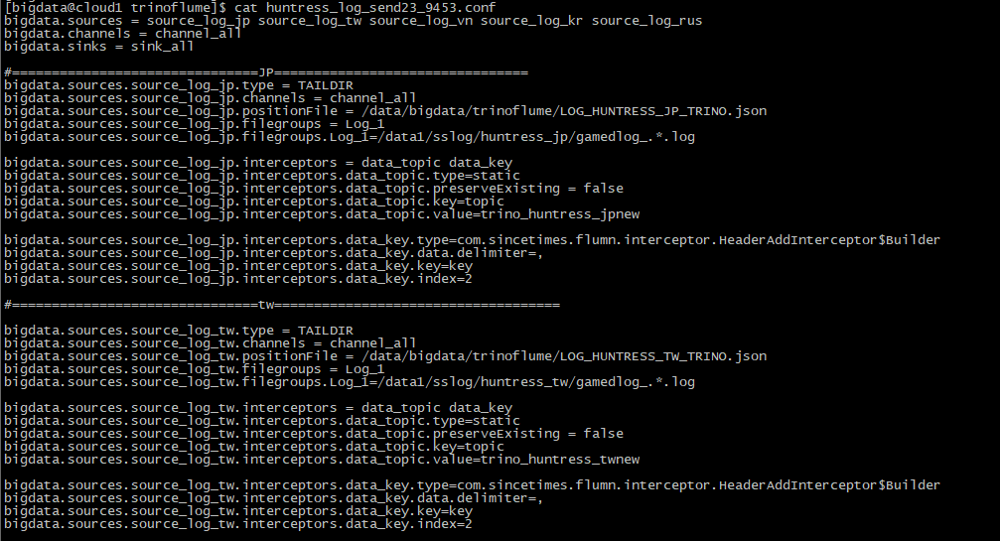 [bigdata@cloud1 trinoflume]$ cat huntress_log_send23_9453.conf
bigdata.sources = source_log_jp source_log_tw source_log_vn source_log_kr source_log_rus
bigdata.channels = channel_all
bigdata.sinks = sink_all
#===============================JP================================
bigdata.sources.source_log_jp.type = TAILDIR
bigdata.sources.source_log_jp.channels = channel_all
bigdata.sources.source_log_jp.positionFile = /data/bigdata/trinoflume/LOG_HUNTRESS_JP_TRINO.json
bigdata.sources.source_log_jp.filegroups = Log_1
bigdata.sources.source_log_jp.filegroups.Log_1=/data1/sslog/huntress_jp/gamedlog_.*.log
bigdata.sources.source_log_jp.interceptors = data_topic data_key
bigdata.sources.source_log_jp.interceptors.data_topic.type=static
bigdata.sources.source_log_jp.interceptors.data_topic.preserveExisting = false
bigdata.sources.source_log_jp.interceptors.data_topic.key=topic
bigdata.sources.source_log_jp.interceptors.data_topic.value=trino_huntress_jpnew
bigdata.sources.source_log_jp.interceptors.data_key.type=com.sincetimes.flumn.interceptor.HeaderAddInterceptor$Builder
bigdata.sources.source_log_jp.interceptors.data_key.data.delimiter=,
bigdata.sources.source_log_jp.interceptors.data_key.key=key
bigdata.sources.source_log_jp.interceptors.data_key.index=2
#===============================tw====================================
bigdata.sources.source_log_tw.type = TAILDIR
bigdata.sources.source_log_tw.channels = channel_all
bigdata.sources.source_log_tw.positionFile = /data/bigdata/trinoflume/LOG_HUNTRESS_TW_TRINO.json
bigdata.sources.source_log_tw.filegroups = Log_1
bigdata.sources.source_log_tw.filegroups.Log_1=/data1/sslog/huntress_tw/gamedlog_.*.log
bigdata.sources.source_log_tw.interceptors = data_topic data_key
bigdata.sources.source_log_tw.interceptors.data_topic.type=static
bigdata.sources.source_log_tw.interceptors.data_topic.preserveExisting = false
bigdata.sources.source_log_tw.interceptors.data_topic.key=topic
bigdata.sources.source_log_tw.interceptors.data_topic.value=trino_huntress_twnew
bigdata.sources.source_log_tw.interceptors.data_key.type=com.sincetimes.flumn.interceptor.HeaderAddInterceptor$Builder
bigdata.sources.source_log_tw.interceptors.data_key.data.delimiter=,
bigdata.sources.source_log_tw.interceptors.data_key.key=key
bigdata.sources.source_log_tw.interceptors.data_key.index=2